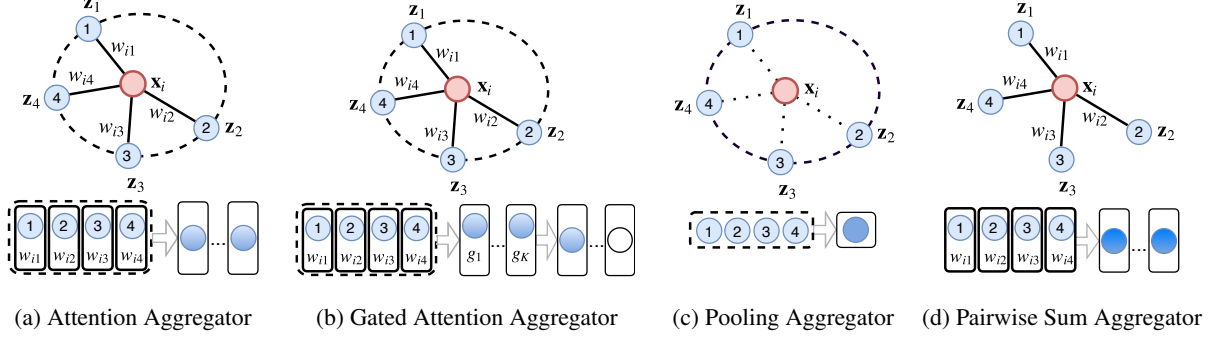 z1 z1 z1 z1
1 1 1 1
wi1 wi1 wi1
wi4 xi wi4 xi xi wi4 xi
4 4 4 4
z4 z4 z4 z4
wi2 wi2 wi2
wi3 wi3 wi3
2 z2 2 z2 2 z2 2 z2
3 3 3 3
z3 z3 z3 z3
1 2 3 4 ... 1 2 3 4 ... ... 1 2 3 4 1 2 3 4 ...
wi1 wi2 wi3 wi4 wi1 wi2 wi3 wi4 g1 gK wi1 wi2 wi3 wi4
(a) Attention Aggregator (b) Gated Attention Aggregator (c) Pooling Aggregator (d) Pairwise Sum Aggregator